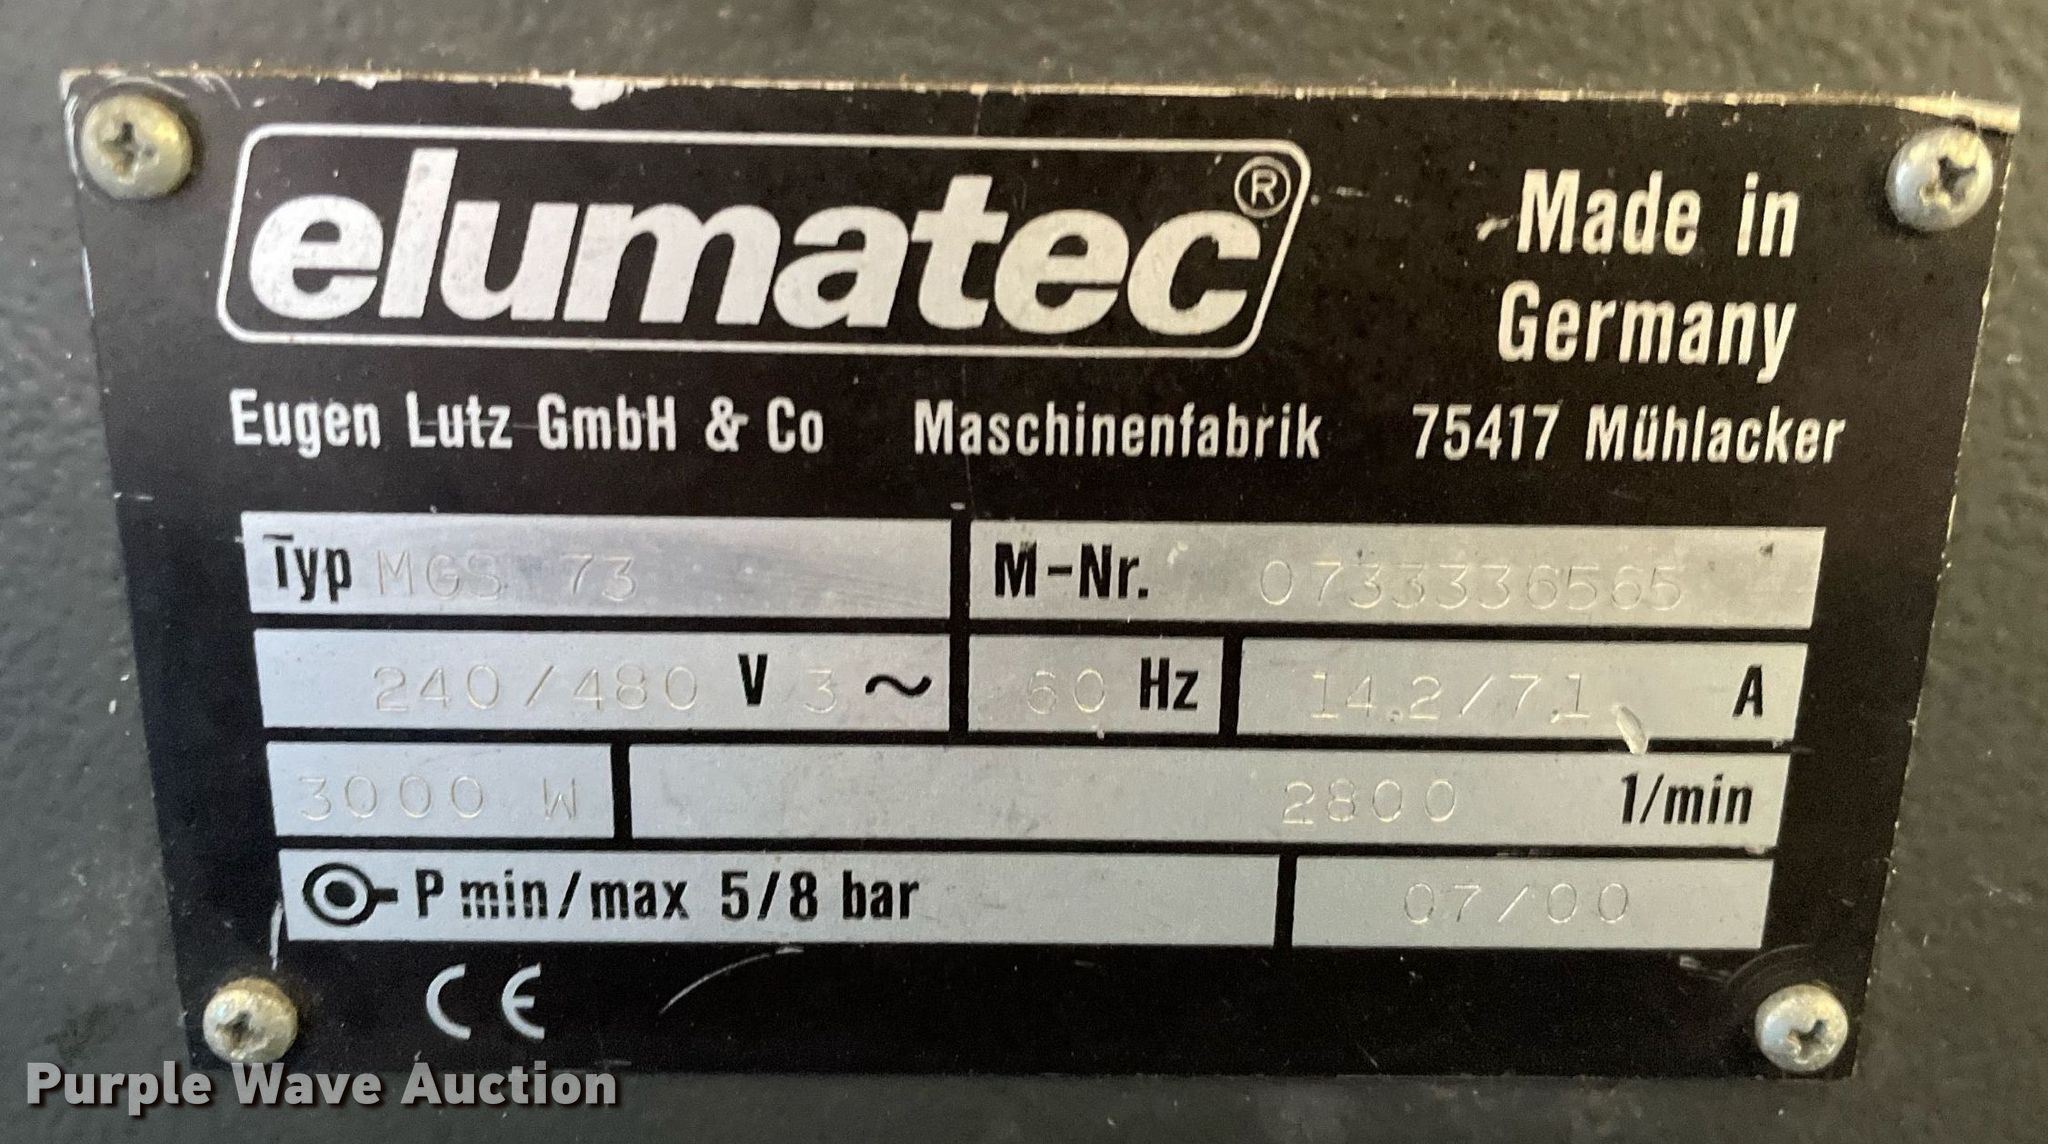 elumatec®
Made in
Germany
Eugen Lutz GmbH & Co Maschinenfabrik 75417 Mühlacker
Typ MGS 73 M-Nr. 0733336565
240/480 V 3 ~ 60 Hz 14.2/7.1 A
3000 W 2800 1/min
P min/max 5/8 bar 07/00
CE
Purple Wave Auction